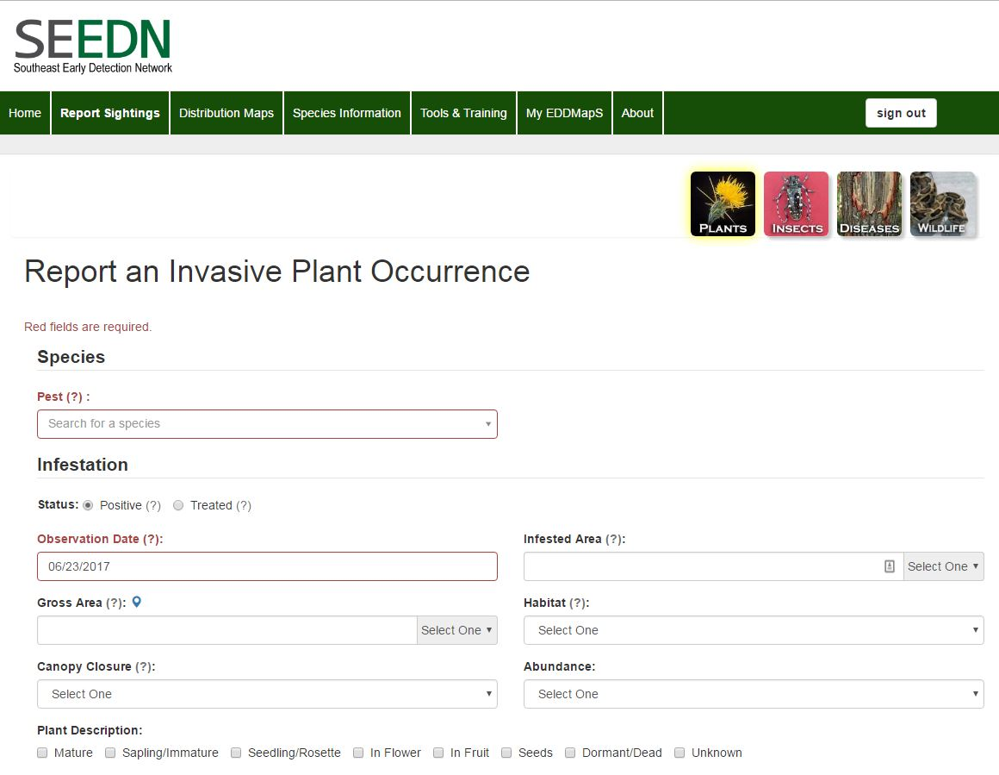 SEEDN
Southeast Early Detection Network
Home Report Sightings Distribution Maps Species Information Tools & Training My EDDMapS About sign out
PLANTS INSECTS DISEASES WILDLIFE
Report an Invasive Plant Occurrence
Red fields are required.
Species
Pest (?) :
Search for a species
Infestation
Status: Positive (?) Treated (?)
Observation Date (?): Infested Area (?):
06/23/2017 Select One
Gross Area (?): Habitat (?):
Select One Select One
Canopy Closure (?): Abundance:
Select One Select One
Plant Description:
Mature Sapling/Immature Seedling/Rosette In Flower In Fruit Seeds Dormant/Dead Unknown